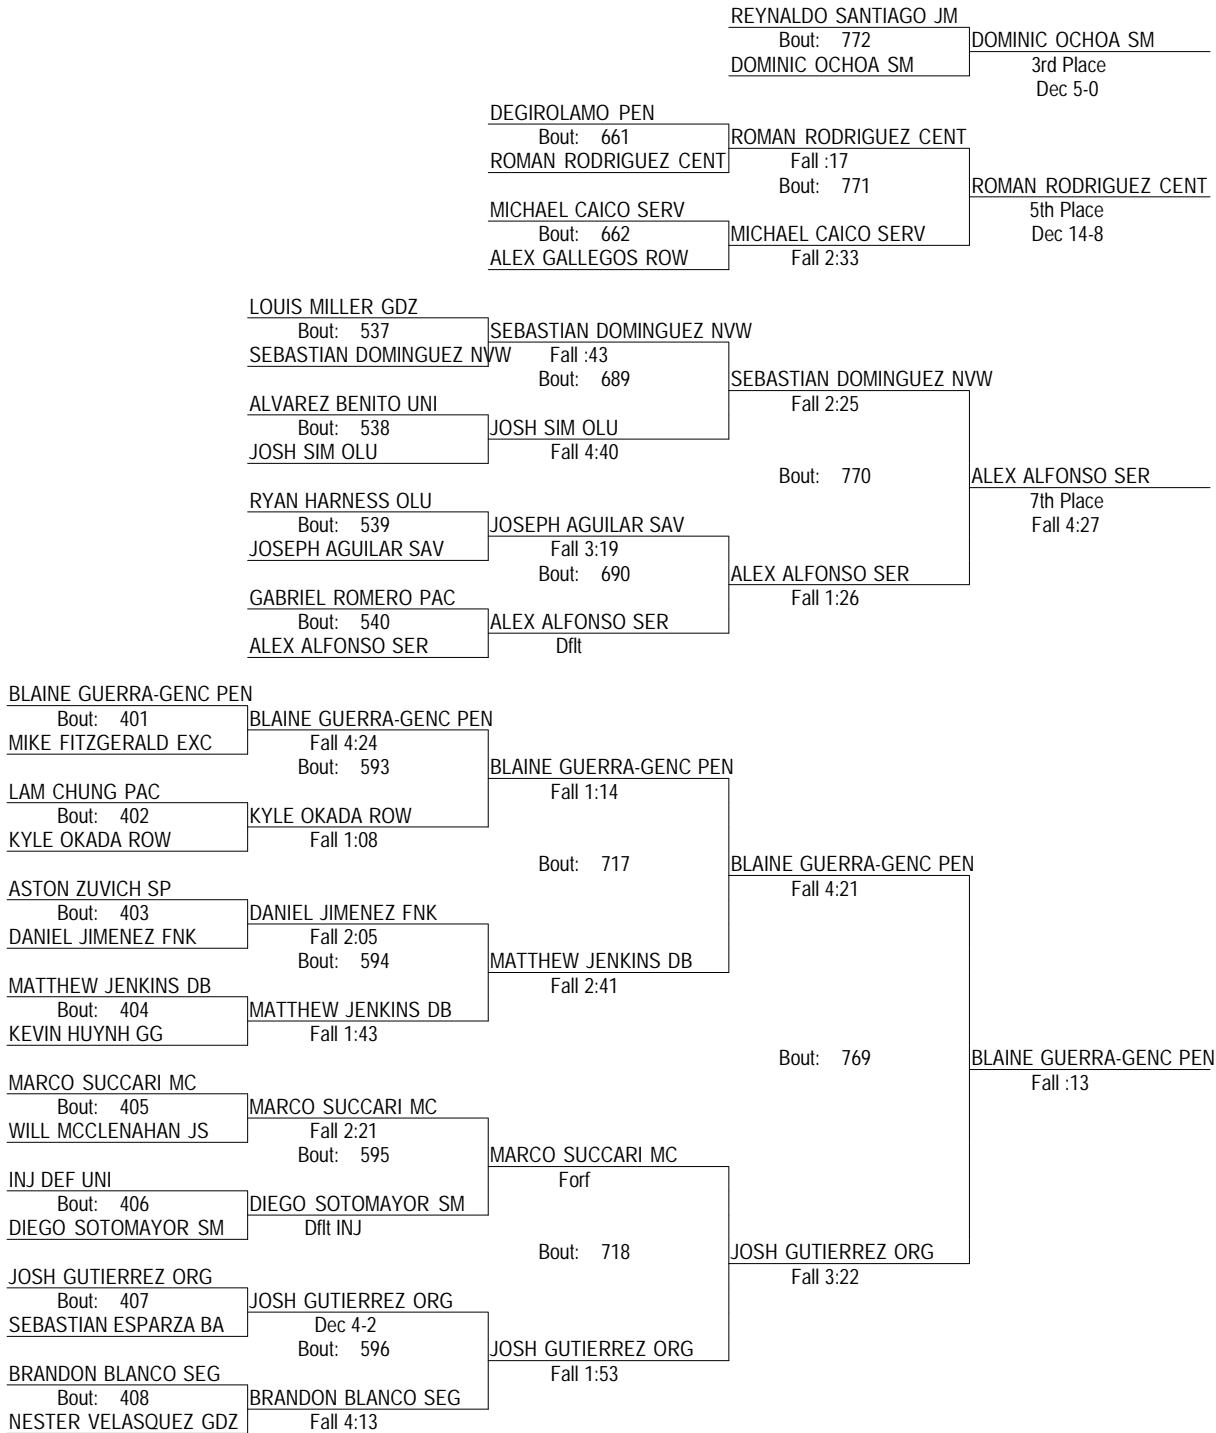 REYNALDO SANTIAGO JM
Bout: 772
DOMINIC OCHOA SM
DOMINIC OCHOA SM
3rd Place
Dec 5-0
DEGIROLAMO PEN
Bout: 661
ROMAN RODRIGUEZ CENT
ROMAN RODRIGUEZ CENT
Fall :17
Bout: 771
MICHAEL CAICO SERV
Bout: 662
ALEX GALLEGOS ROW
MICHAEL CAICO SERV
Fall 2:33
ROMAN RODRIGUEZ CENT
5th Place
Dec 14-8
LOUIS MILLER GDZ
Bout: 537
SEBASTIAN DOMINGUEZ NVW
SEBASTIAN DOMINGUEZ NVW
Fall :43
Bout: 689
ALVAREZ BENITO UNI
Bout: 538
JOSH SIM OLU
JOSH SIM OLU
Fall 4:40
SEBASTIAN DOMINGUEZ NVW
Fall 2:25
Bout: 770
RYAN HARNESS OLU
Bout: 539
JOSEPH AGUILAR SAV
JOSEPH AGUILAR SAV
Fall 3:19
Bout: 690
GABRIEL ROMERO PAC
Bout: 540
ALEX ALFONSO SER
ALEX ALFONSO SER
Dflt
ALEX ALFONSO SER
Fall 1:26
ALEX ALFONSO SER
7th Place
Fall 4:27
BLAINE GUERRA-GENC PEN
Bout: 401
MIKE FITZGERALD EXC
BLAINE GUERRA-GENC PEN
Fall 4:24
Bout: 593
LAM CHUNG PAC
Bout: 402
KYLE OKADA ROW
KYLE OKADA ROW
Fall 1:08
BLAINE GUERRA-GENC PEN
Fall 1:14
Bout: 717
ASTON ZUVICH SP
Bout: 403
DANIEL JIMENEZ FNK
DANIEL JIMENEZ FNK
Fall 2:05
Bout: 594
MATTHEW JENKINS DB
Bout: 404
KEVIN HUYNH GG
MATTHEW JENKINS DB
Fall 1:43
MATTHEW JENKINS DB
Fall 2:41
BLAINE GUERRA-GENC PEN
Fall 4:21
Bout: 769
MARCO SUCCARI MC
Bout: 405
WILL MCCLENAHAN JS
MARCO SUCCARI MC
Fall 2:21
Bout: 595
INJ DEF UNI
Bout: 406
DIEGO SOTOMAYOR SM
DIEGO SOTOMAYOR SM
Dflt INJ
MARCO SUCCARI MC
Forf
Bout: 718
JOSH GUTIERREZ ORG
Bout: 407
SEBASTIAN ESPARZA BA
JOSH GUTIERREZ ORG
Dec 4-2
Bout: 596
BRANDON BLANCO SEG
Bout: 408
NESTER VELASQUEZ GDZ
BRANDON BLANCO SEG
Fall 4:13
JOSH GUTIERREZ ORG
Fall 1:53
JOSH GUTIERREZ ORG
Fall 3:22
BLAINE GUERRA-GENC PEN
Fall :13